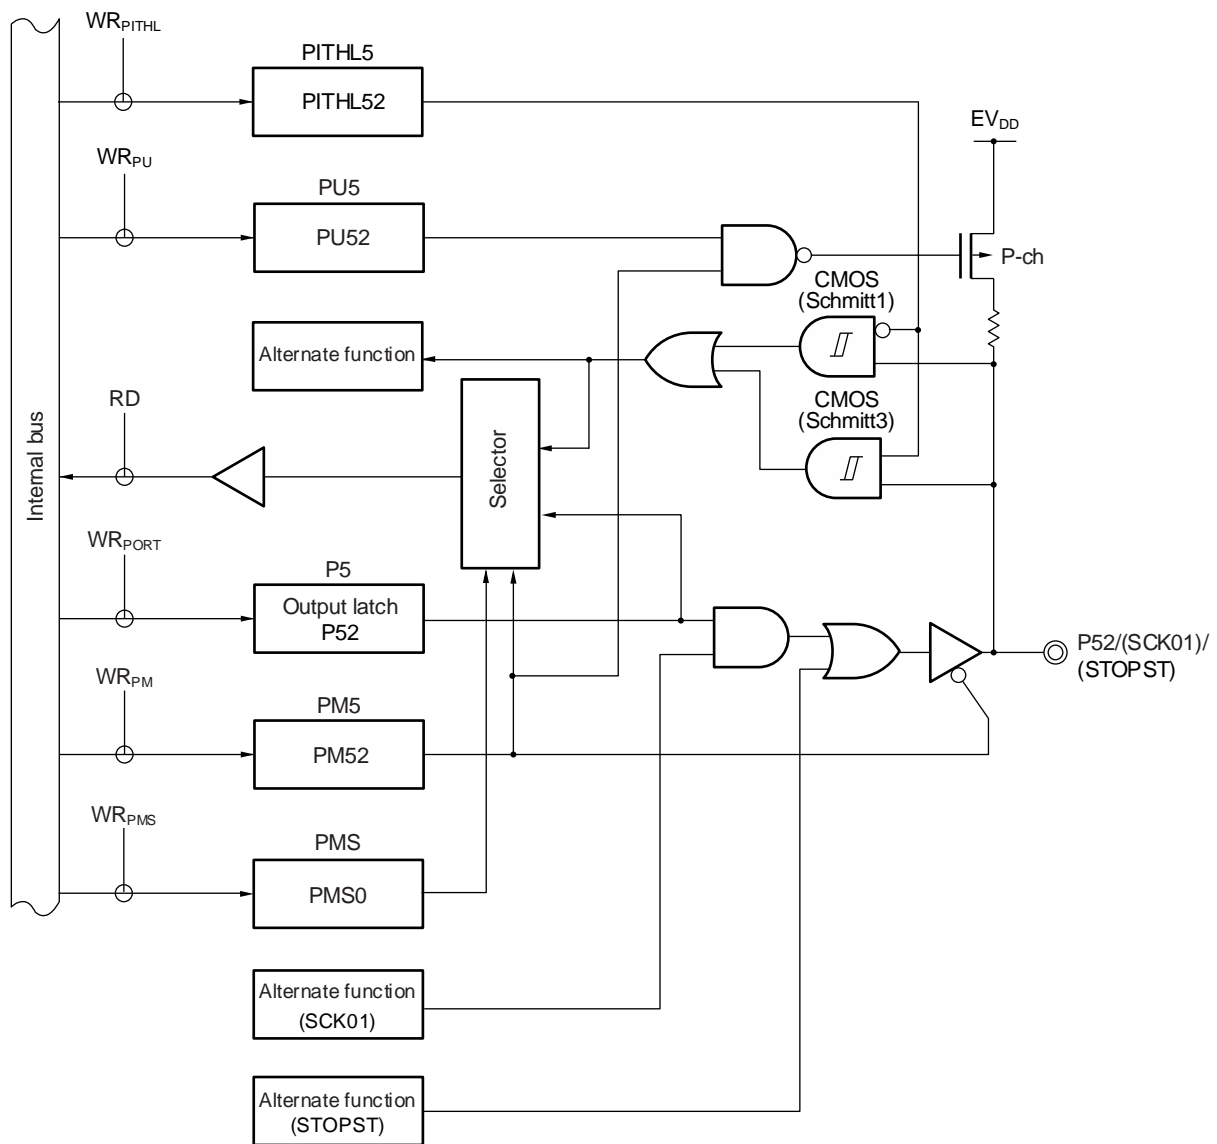 WRPITHL
PITHL5
PITHL52
EVDD
WRPU
PU5
PU52
P-ch
CMOS
(Schmitt1)
Alternate function
RD
CMOS
(Schmitt3)
Internal bus
Selector
WRPORT
P5
Output latch
P52
P52/(SCK01)/
(STOPST)
WRPM
PM5
PM52
WRPMS
PMS
PMS0
Alternate function
(SCK01)
Alternate function
(STOPST)